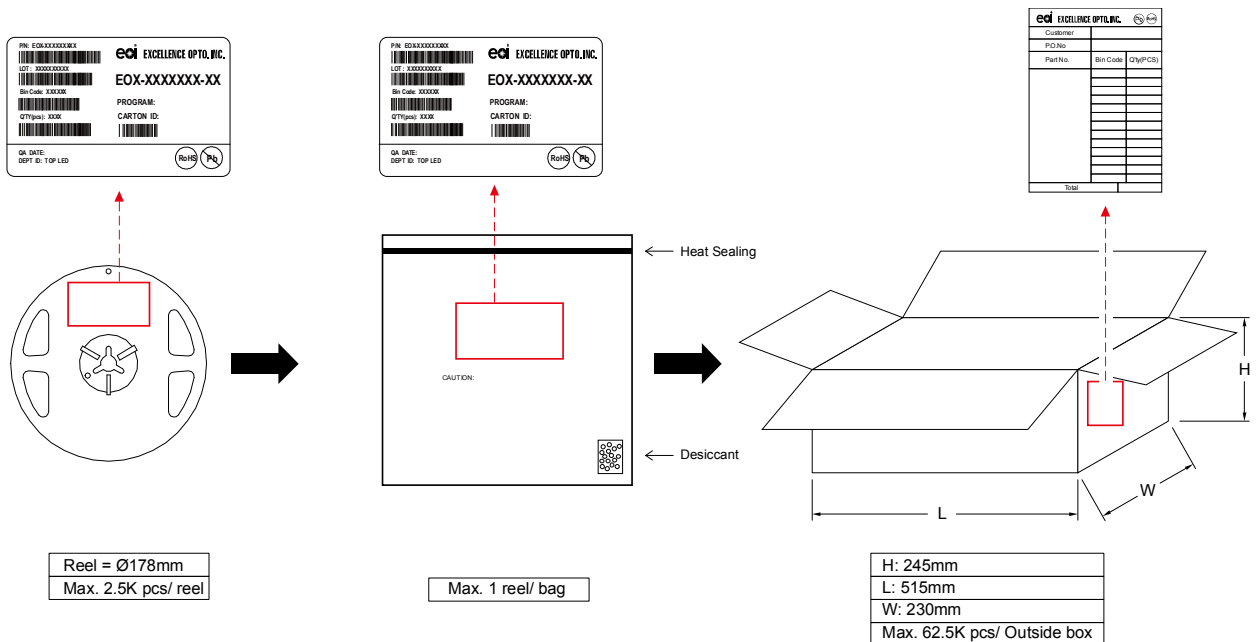 P/N: EOX-XXXXXXXXX
LOT : XXXXXXXXXX
Bin Code: XXXXXX
Q'TY(pcs): XXXX
eoi EXCELLENCE OPTO. INC.
EOX-XXXXXXX-XX
PROGRAM:
CARTON ID:
QA DATE:
DEPT ID: TOP LED
RoHS
Pb
P/N: EOX-XXXXXXXXX
LOT : XXXXXXXXXX
Bin Code: XXXXXX
Q'TY(pcs): XXXX
eoi EXCELLENCE OPTO. INC.
EOX-XXXXXXX-XX
PROGRAM:
CARTON ID:
QA DATE:
DEPT ID: TOP LED
RoHS
Pb
eoi EXCELLENCE OPTO. INC. Pb RoHS
Customer
P.O.No
Part No. Bin Code Q'ty(PCS)
Total
Heat Sealing
CAUTION:
Desiccant
H
W
L
Reel = Ø178mm
Max. 2.5K pcs/ reel
Max. 1 reel/ bag
H: 245mm
L: 515mm
W: 230mm
Max. 62.5K pcs/ Outside box